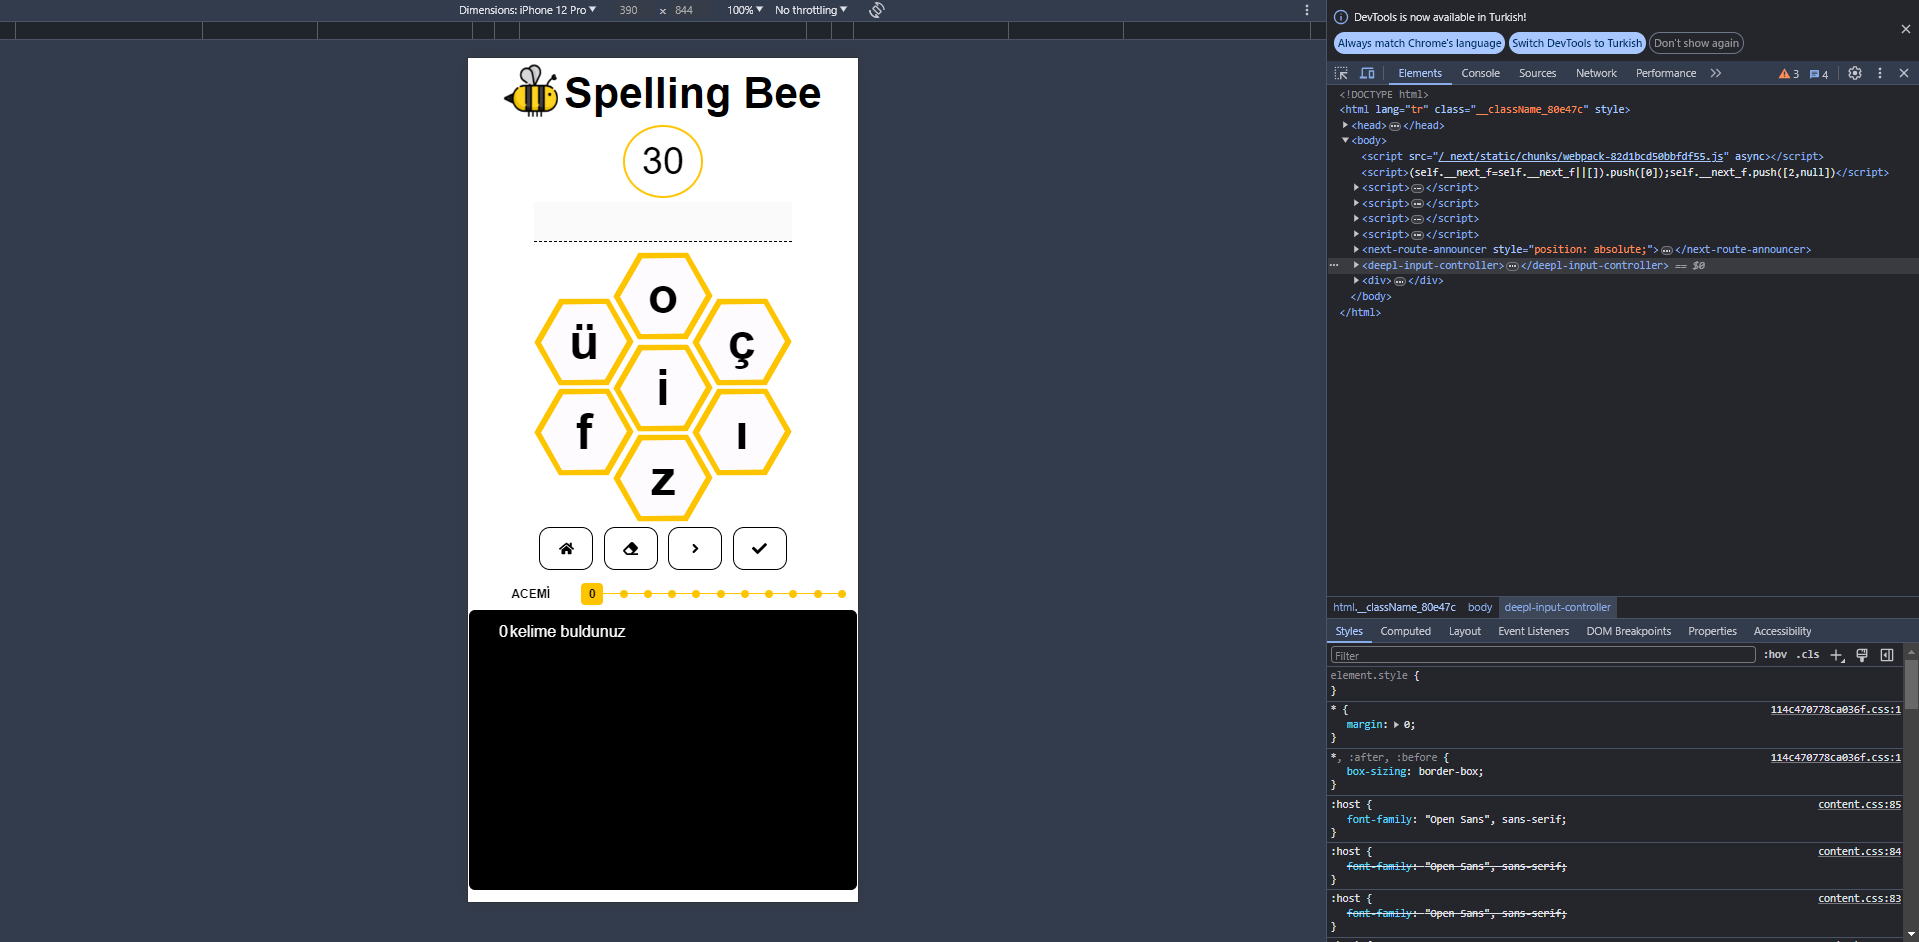 Dimensions: iPhone 12 Pro 390 x 844 100% No throttling
Spelling Bee
30
o
ü ç
i
f ı
z
ACEMİ 0
0 kelime buldunuz
DevTools is now available in Turkish!
Always match Chrome's language Switch DevTools to Turkish Don't show again
Elements Console Sources Network Performance 3 4
<!DOCTYPE html>
<html lang="tr" class="__className_80e47c" style>
<head> </head>
<body>
<script src="/_next/static/chunks/webpack-82d1bcd50bbfdf55.js" async></script>
<script>(self.__next_f=self.__next_f||[]).push([0]);self.__next_f.push([2,null])</script>
<script> </script>
<script> </script>
<script> </script>
<script> </script>
<next-route-announcer style="position: absolute;"> </next-route-announcer>
<deepl-input-controller> </deepl-input-controller> == $0
<div> </div>
</body>
</html>
html.__className_80e47c body deepl-input-controller
Styles Computed Layout Event Listeners DOM Breakpoints Properties Accessibility
Filter :hov .cls
element.style {
}
* { 114c470778ca036f.css:1
margin: 0;
}
*, :after, :before { 114c470778ca036f.css:1
box-sizing: border-box;
}
:host { content.css:85
font-family: "Open Sans", sans-serif;
}
:host { content.css:84
font-family: "Open Sans", sans-serif;
}
:host { content.css:83
font-family: "Open Sans", sans-serif;
}